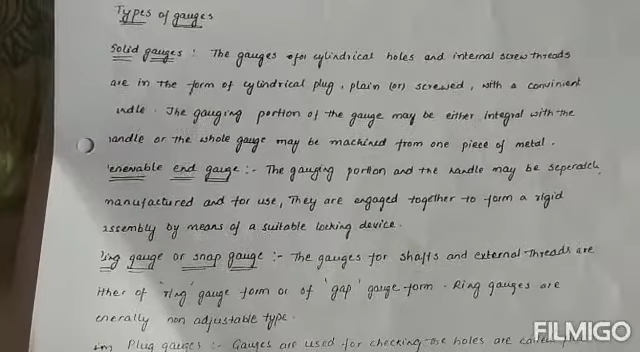 Types of gauges
Solid gauges : The gauges for cylindrical holes and internal screw threads
are in the form of cylindrical plug, plain (or) screwed, with a convinient
ndle. The gauging portion of the gauge may be either integral with the
andle or the whole gauge may be machined from one piece of metal.
enewable end gauge :- The gauging portion and the handle may be seperately
manufactured and for use, They are engaged together to form a rigid
assembly by means of a suitable locking device.
ing gauge or snap gauge :- The gauges for shafts and external threads are
ither of 'ring' gauge form or of 'gap' gauge form. Ring gauges are
enerally non adjustable type.
Plug gauges :- Gauges are used for checking the holes are called
FILMIGO